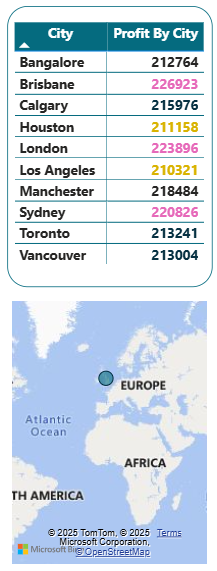 City Profit By City
Bangalore 212764
Brisbane 226923
Calgary 215976
Houston 211158
London 223896
Los Angeles 210321
Manchester 218484
Sydney 220826
Toronto 213241
Vancouver 213004
EUROPE
Atlantic
Ocean
AFRICA
TH AMERICA
© 2025 TomTom, © 2025 Terms
Microsoft Corporation,
Microsoft Bi © OpenStreetMap